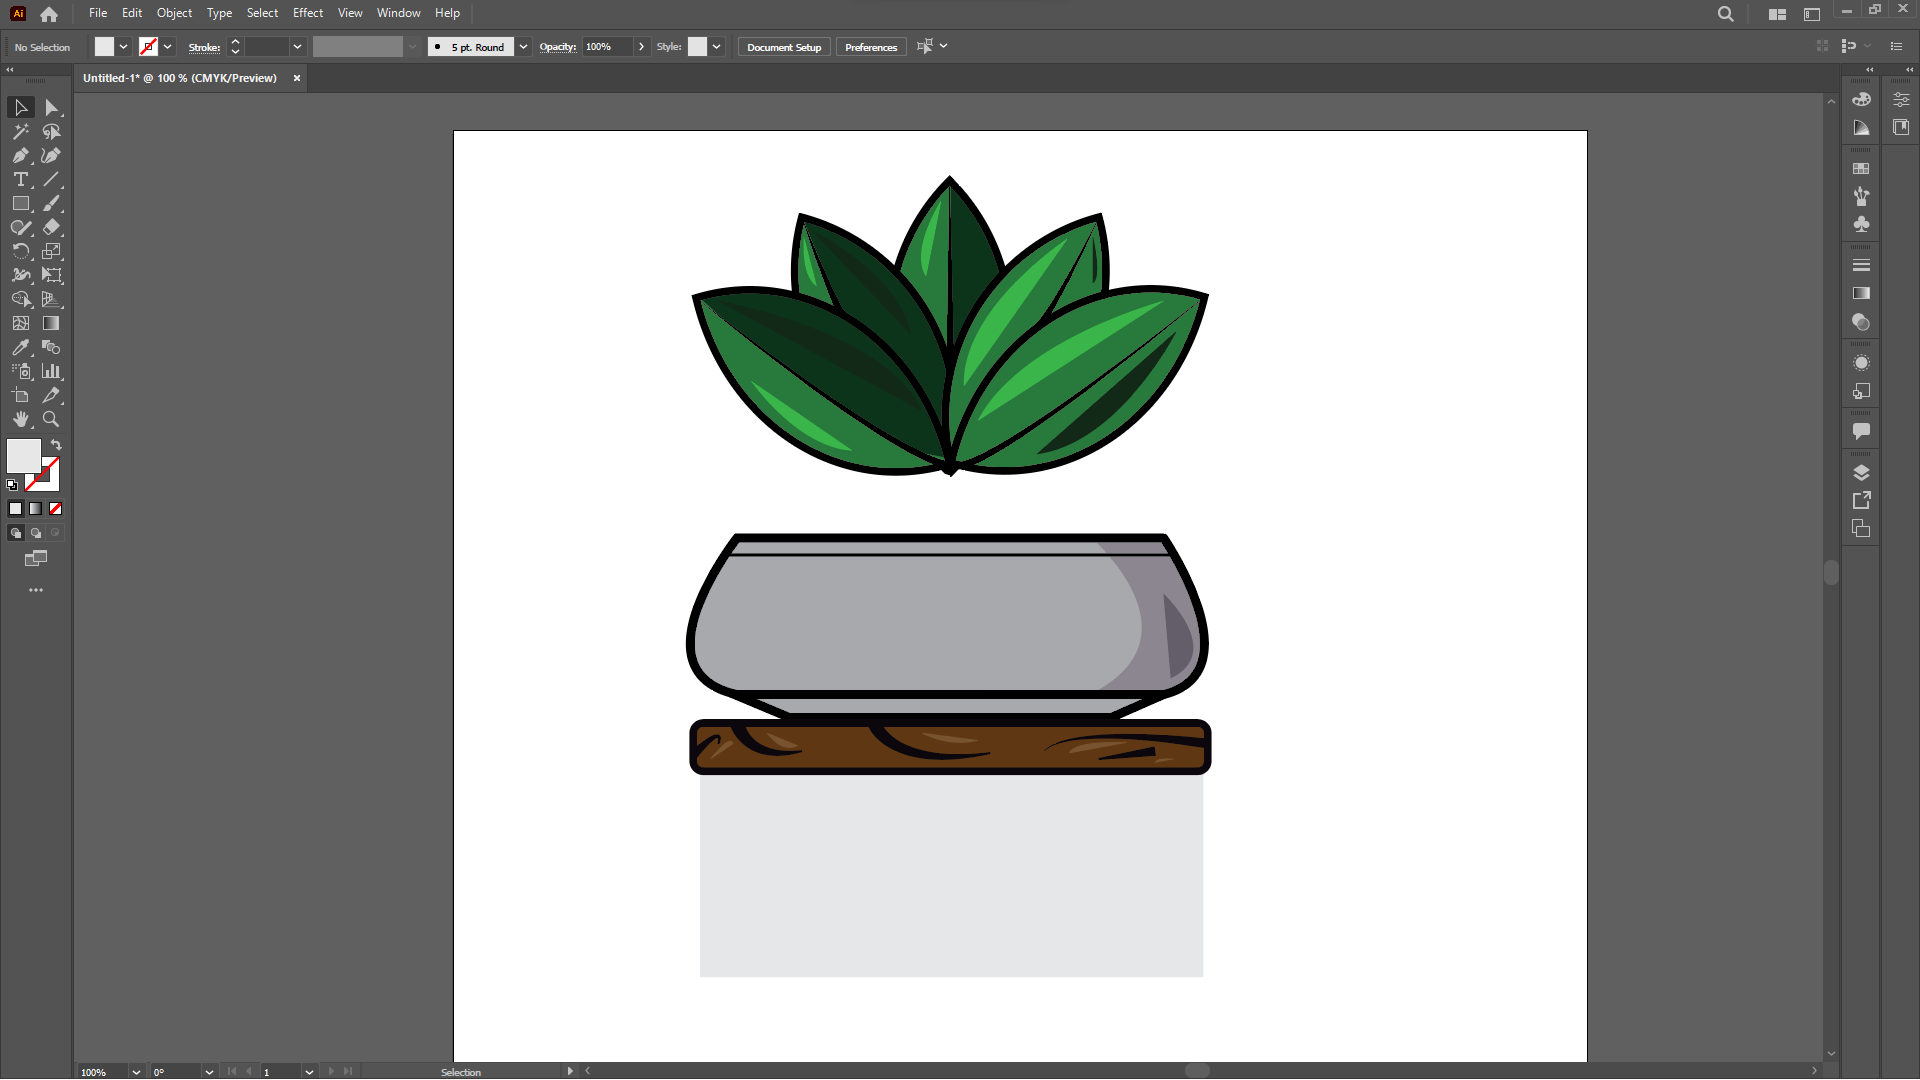 Ai File Edit Object Type Select Effect View Window Help
No Selection Stroke: 5 pt. Round Opacity: 100% Style: Document Setup Preferences
Untitled-1* @ 100 % (CMYK/Preview) ×
100% 0° 1 Selection